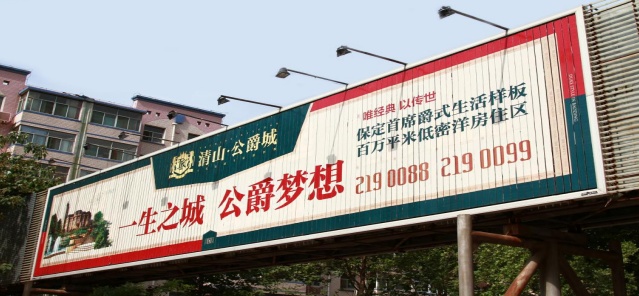 清山·公爵城
一生之城 公爵梦想
唯经典 以传世
保定首席爵式生活样板
百万平米低密洋房住区
219 0088 219 0099